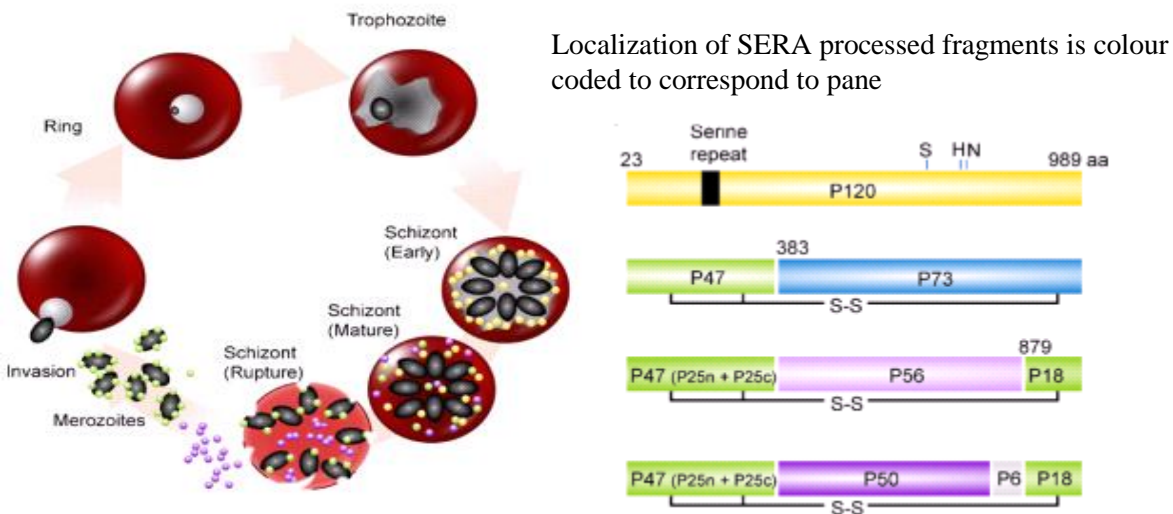 Trophozoite
Localization of SERA processed fragments is colour
coded to correspond to pane
Ring
Serine
repeat
23
S
HN
989 aa
P120
Schizont
(Early)
383
P47
P73
S-S
Schizont
(Mature)
879
Invasion
Schizont
(Rupture)
P47 (P25n + P25c)
P56
P18
S-S
Merozoites
P47 (P25n + P25c)
P50
P6
P18
S-S